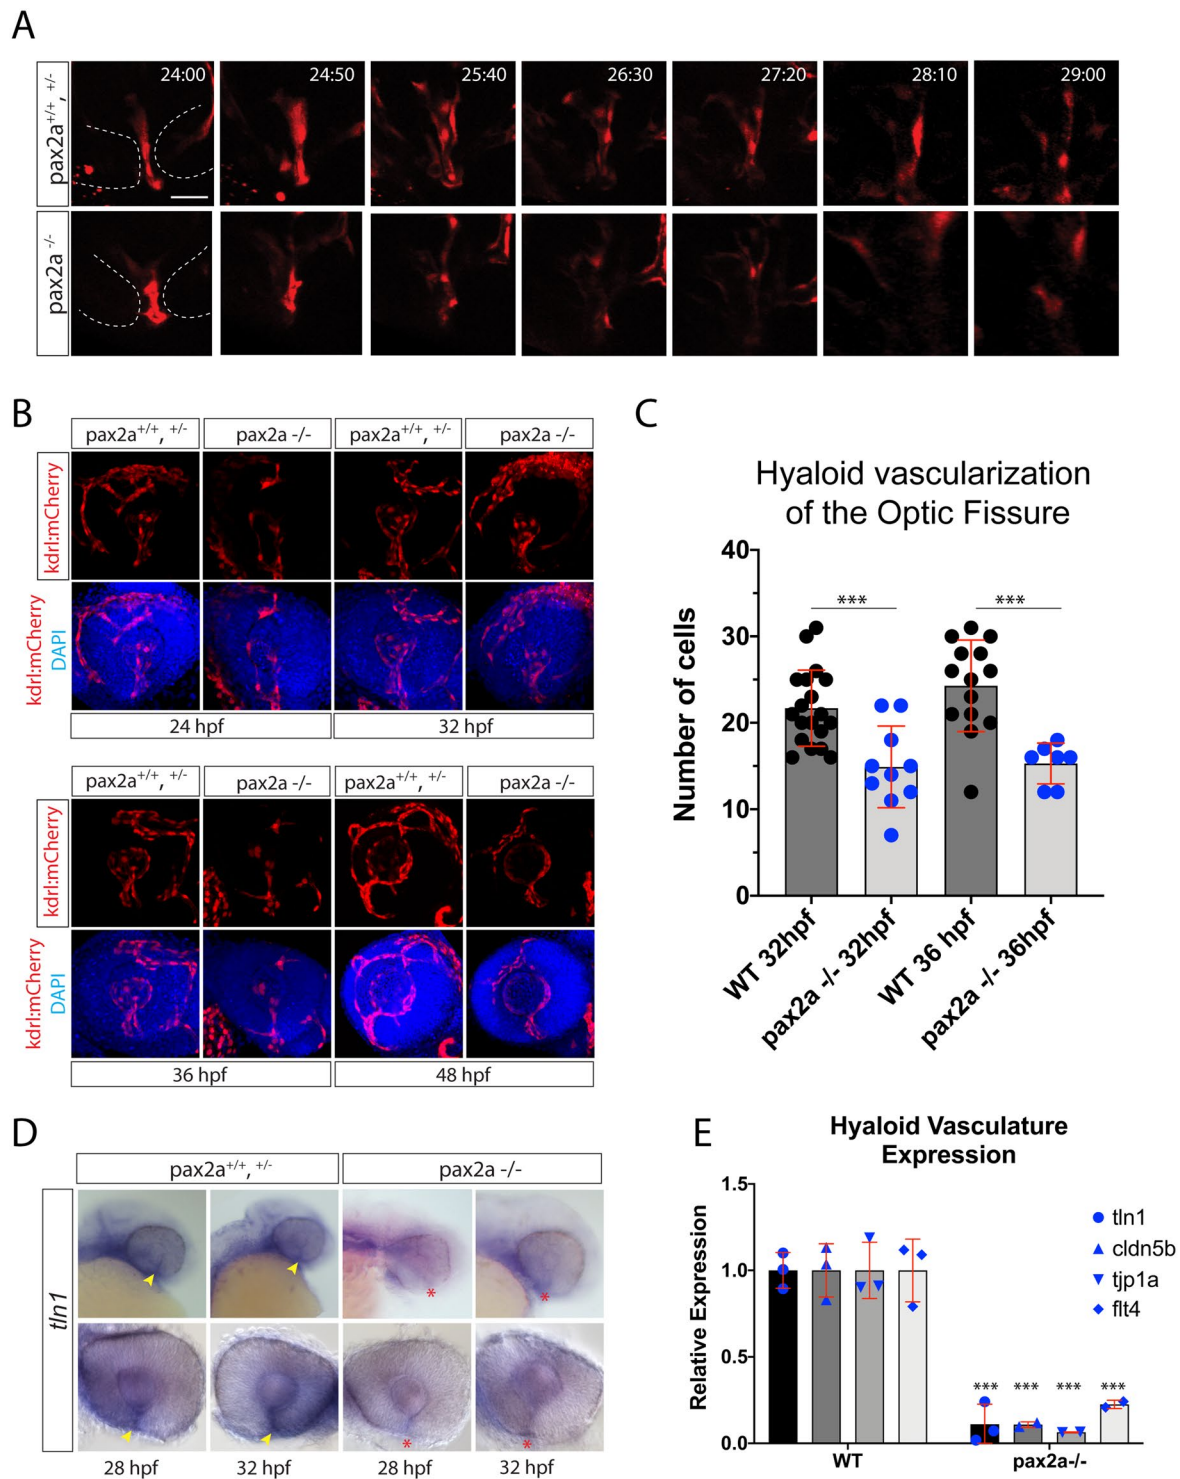 A
pax2a+/+, +/-
24:00 24:50 25:40 26:30 27:20 28:10 29:00
pax2a -/-
B
pax2a+/+, +/- pax2a -/- pax2a+/+, +/- pax2a -/-
kdrl:mCherry
kdrl:mCherry
DAPI
24 hpf 32 hpf
pax2a+/+, +/- pax2a -/- pax2a+/+, +/- pax2a -/-
kdrl:mCherry
kdrl:mCherry
DAPI
36 hpf 48 hpf
C
Hyaloid vascularization
of the Optic Fissure
Number of cells
40
30
20
10
0
*** ***
WT 32hpf
pax2a -/- 32hpf
WT 36 hpf
pax2a -/- 36hpf
D
pax2a+/+, +/- pax2a -/-
tln1
* *
* *
28 hpf 32 hpf 28 hpf 32 hpf
E
Hyaloid Vasculature
Expression
Relative Expression
1.5
1.0
0.5
0.0
tln1
cldn5b
tjp1a
flt4
*** *** *** ***
WT pax2a-/-